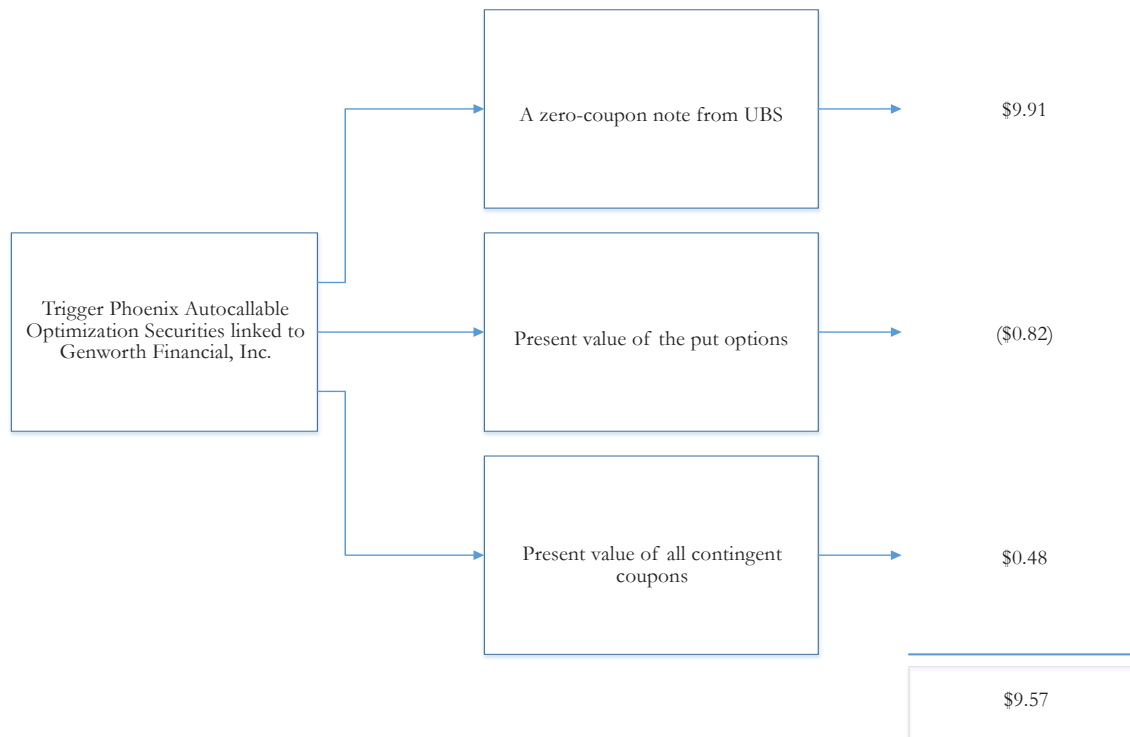 A zero-coupon note from UBS
$9.91
Trigger Phoenix Autocallable
Optimization Securities linked to
Genworth Financial, Inc.
Present value of the put options
($0.82)
Present value of all contingent
coupons
$0.48
$9.57